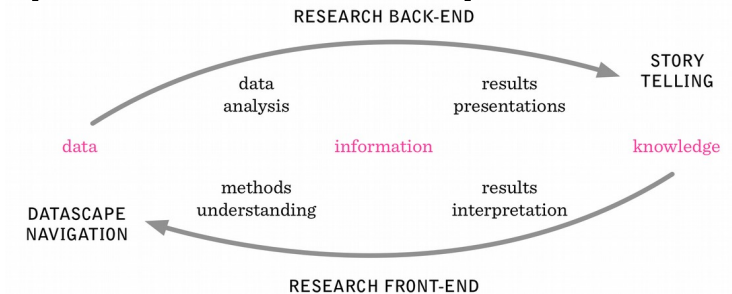 RESEARCH BACK-END
STORY
TELLING
data
analysis
results
presentations
data
information
knowledge
methods
understanding
results
interpretation
DATASCAPE
NAVIGATION
RESEARCH FRONT-END